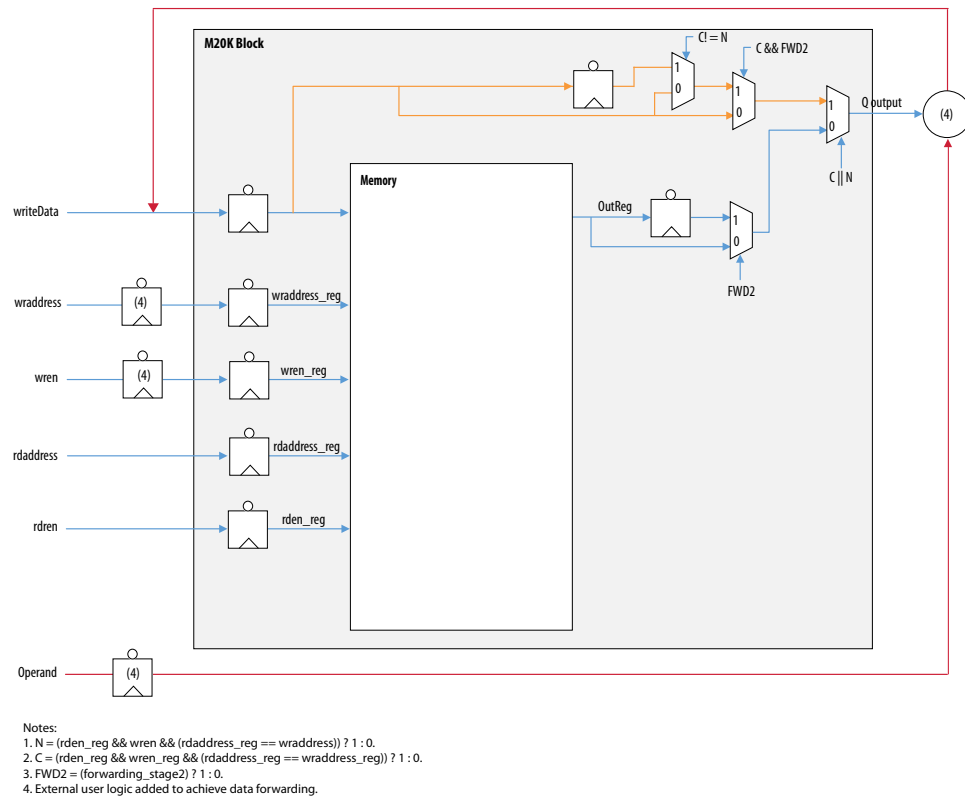 M20K Block
C! = N
C && FWD2
1
0
1
0
1
0
Q output
(4)
C || N
Memory
writeData
OutReg
1
0
FWD2
wraddress
(4)
wraddress_reg
wren
(4)
wren_reg
rdaddress
rdaddress_reg
rdren
rden_reg
Operand
(4)
Notes:
1. N = (rden_reg && wren && (rdaddress_reg == wraddress)) ? 1 : 0.
2. C = (rden_reg && wren_reg && (rdaddress_reg == wraddress_reg)) ? 1 : 0.
3. FWD2 = (forwarding_stage2) ? 1 : 0.
4. External user logic added to achieve data forwarding.